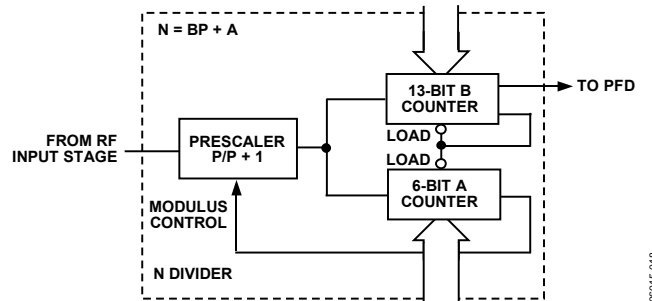 N = BP + A
13-BIT B
COUNTER
TO PFD
LOAD
LOAD
FROM RF
INPUT STAGE
PRESCALER
P/P + 1
6-BIT A
COUNTER
MODULUS
CONTROL
N DIVIDER